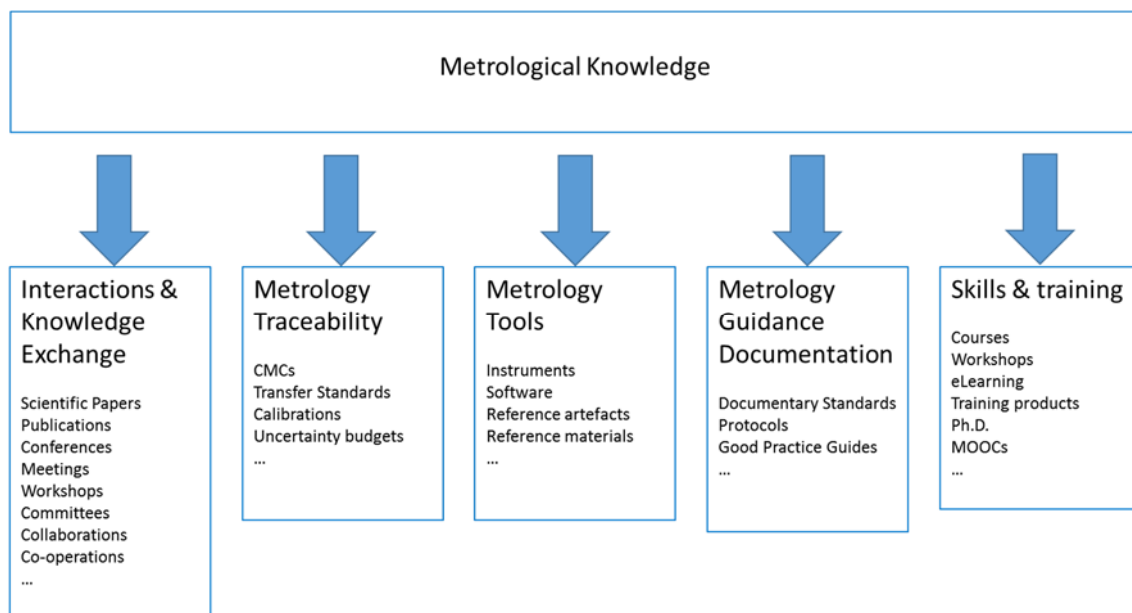 Metrological Knowledge
Interactions &
Knowledge
Exchange
Scientific Papers
Publications
Conferences
Meetings
Workshops
Committees
Collaborations
Co-operations
...
Metrology
Traceability
CMCs
Transfer Standards
Calibrations
Uncertainty budgets
...
Metrology
Tools
Instruments
Software
Reference artefacts
Reference materials
...
Metrology
Guidance
Documentation
Documentary Standards
Protocols
Good Practice Guides
...
Skills & training
Courses
Workshops
eLearning
Training products
Ph.D.
MOOCs
...